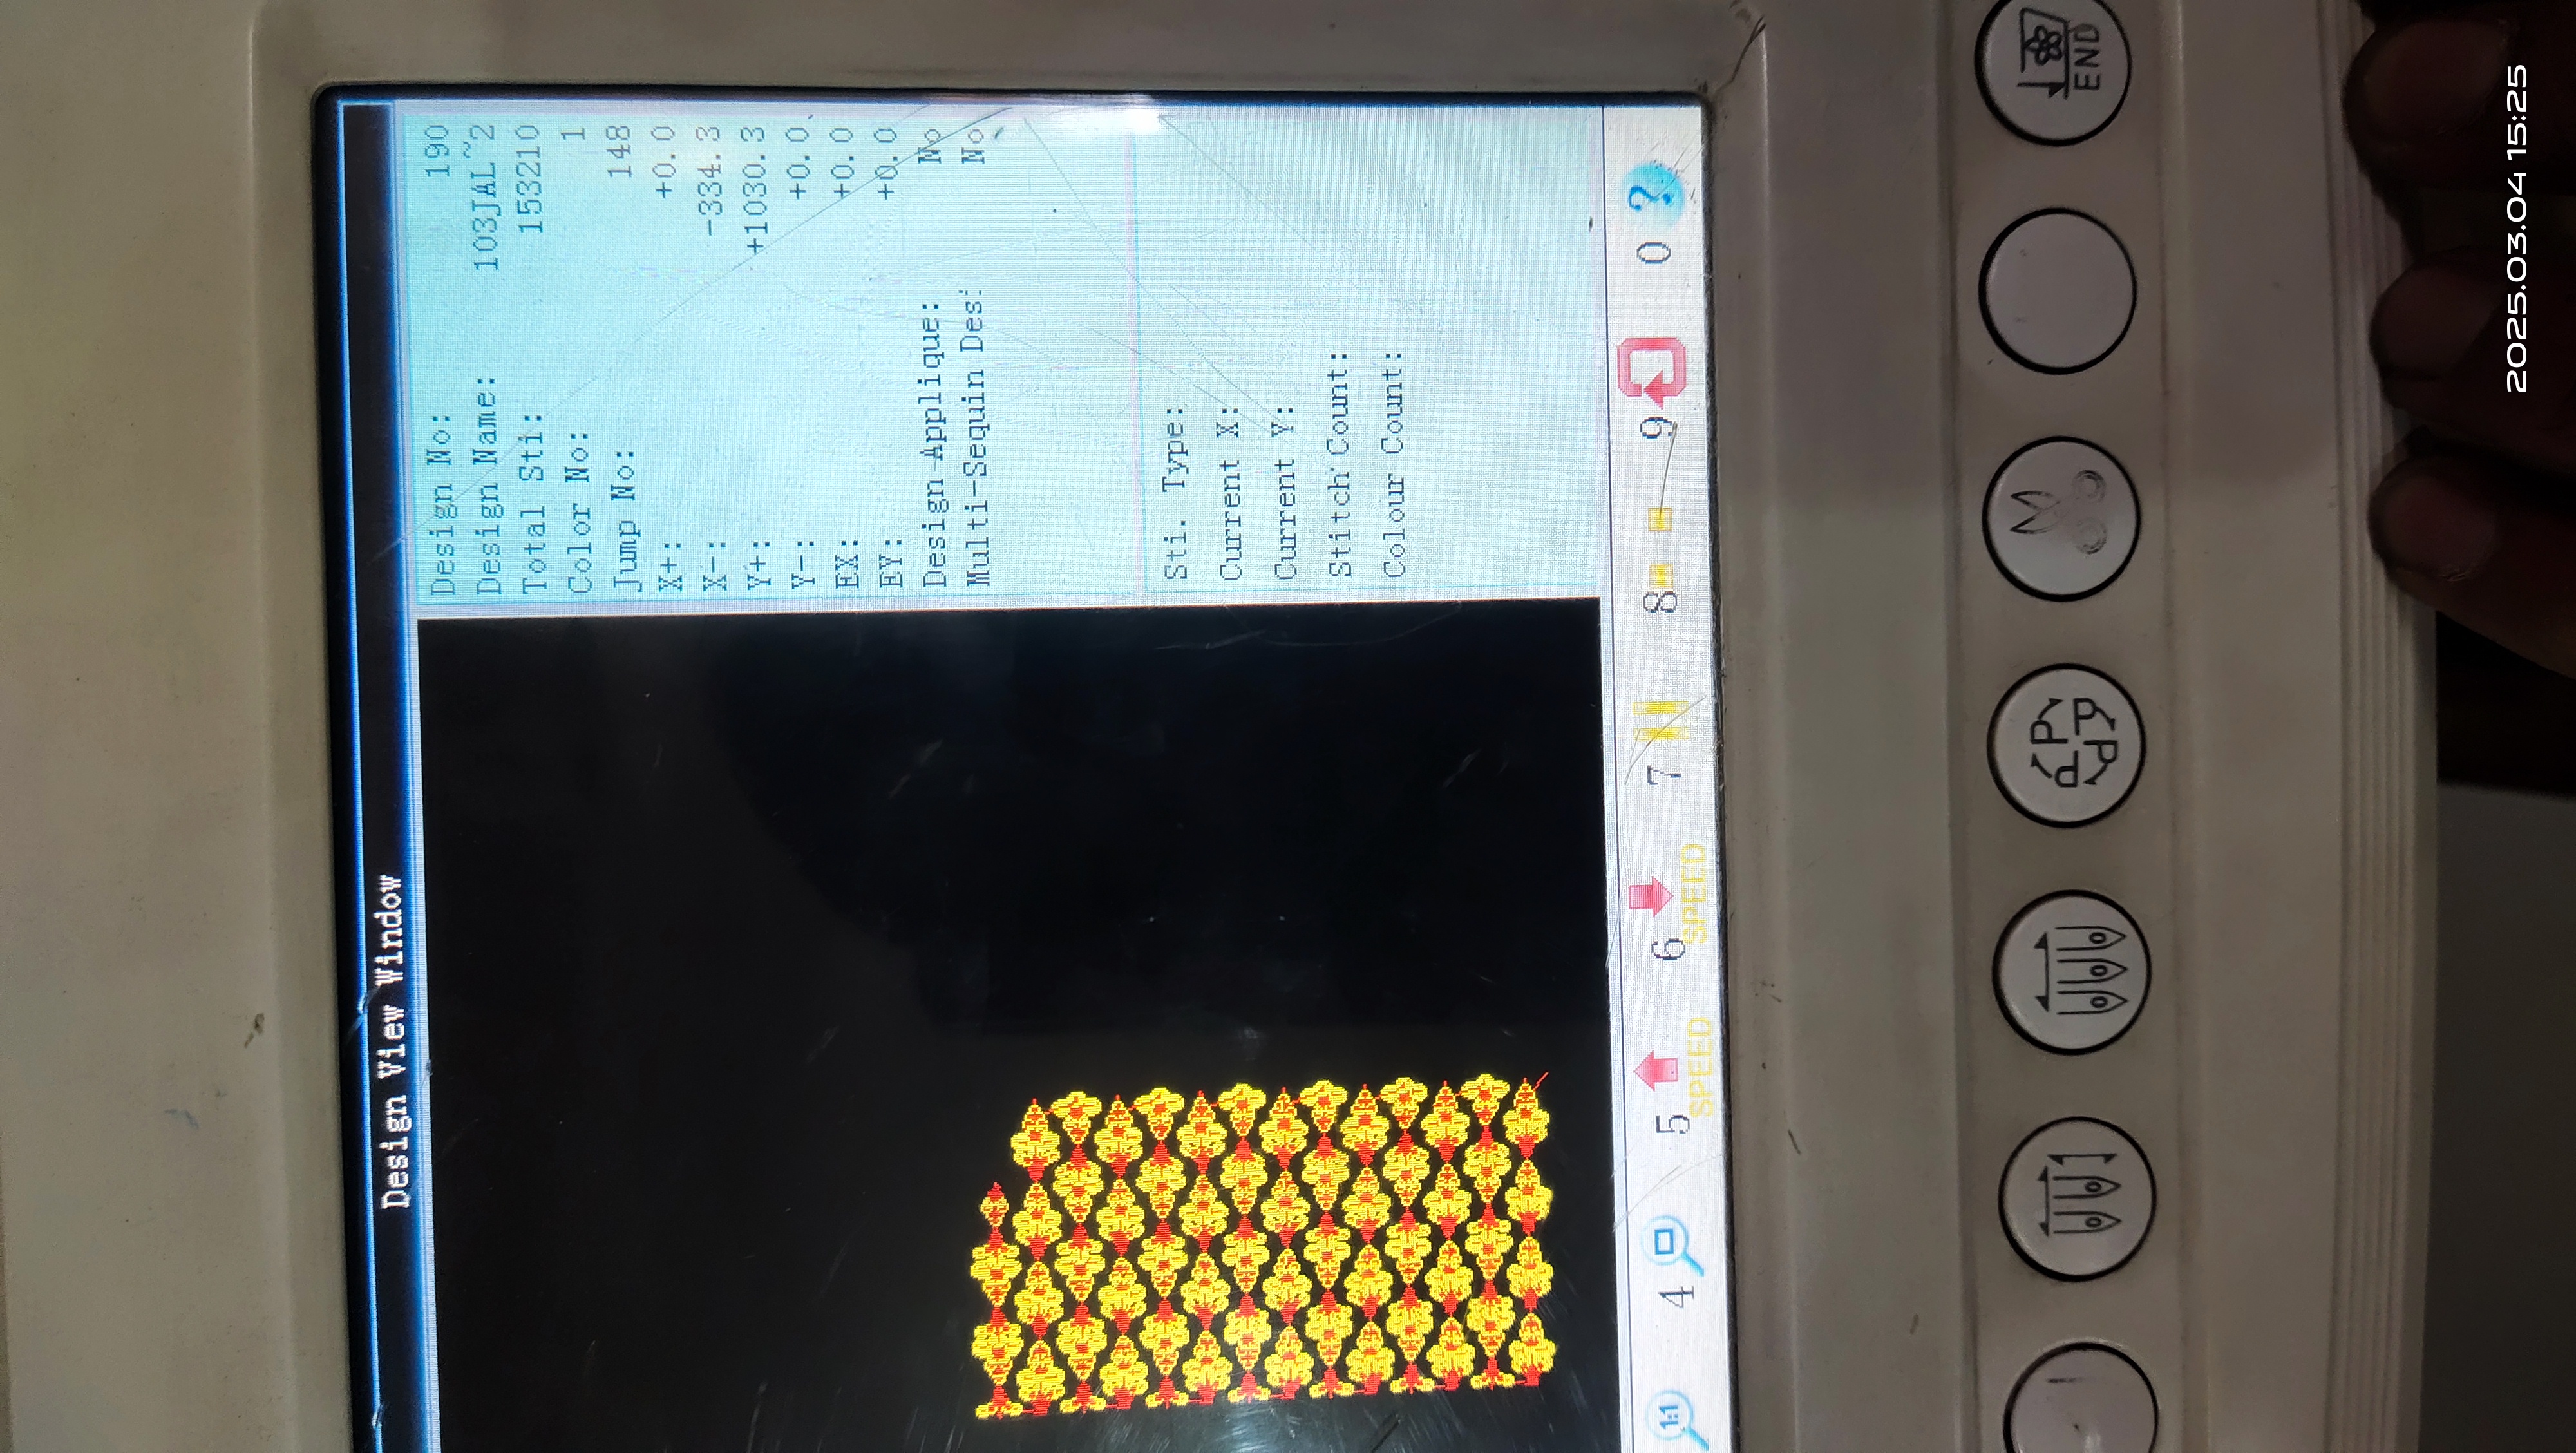 Design View Window
Design No: 190
Design Name: 103JAL~2
Total Sti: 153210
Color No: 1
Jump No: 148
X+: +0.0
X-: -334.3
Y+: +1030.3
Y-: +0.0
EX: +0.0
EY: +0.0
Design Applique: No
Multi-Sequin Des: No
Sti. Type:
Current X:
Current Y:
Stitch Count:
Colour Count:
1:1 4 5 SPEED 6 SPEED 7 8 9 0 ?
P P P P
END
2025.03.04 15:25